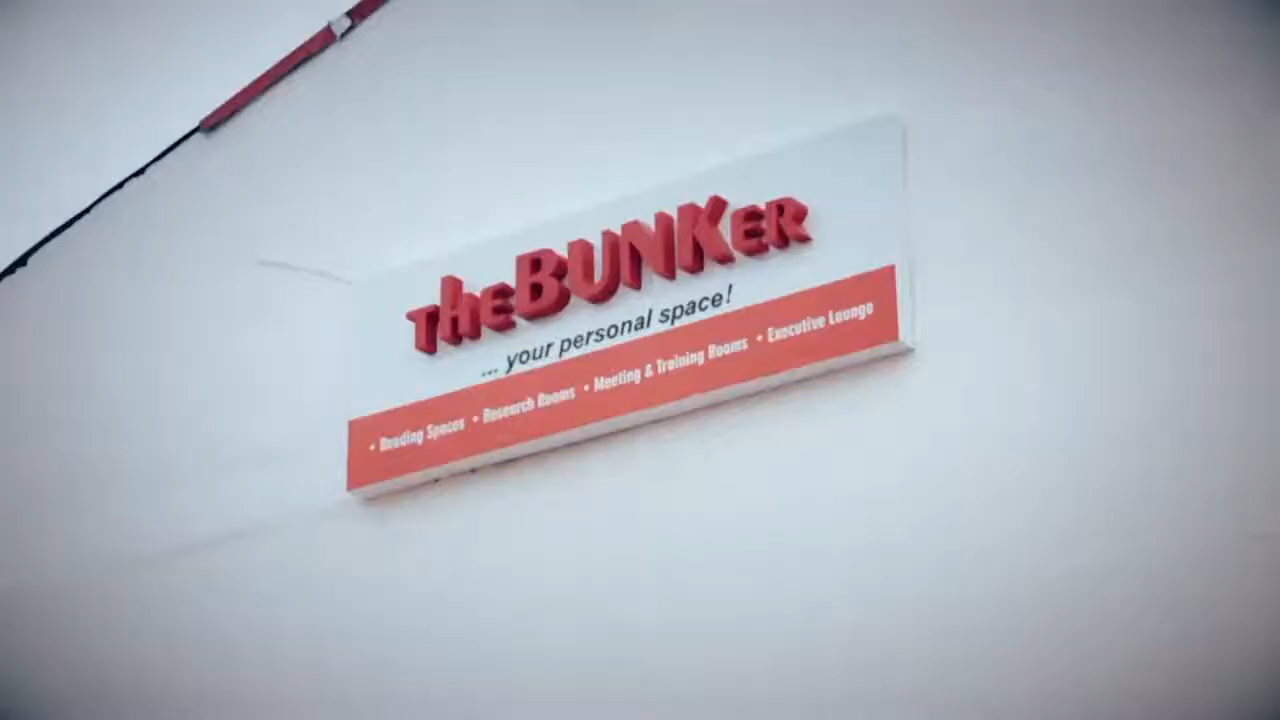 theBUNKER
... your personal space!
• Reading Spaces • Research Rooms • Meeting & Training Rooms • Executive Lounge